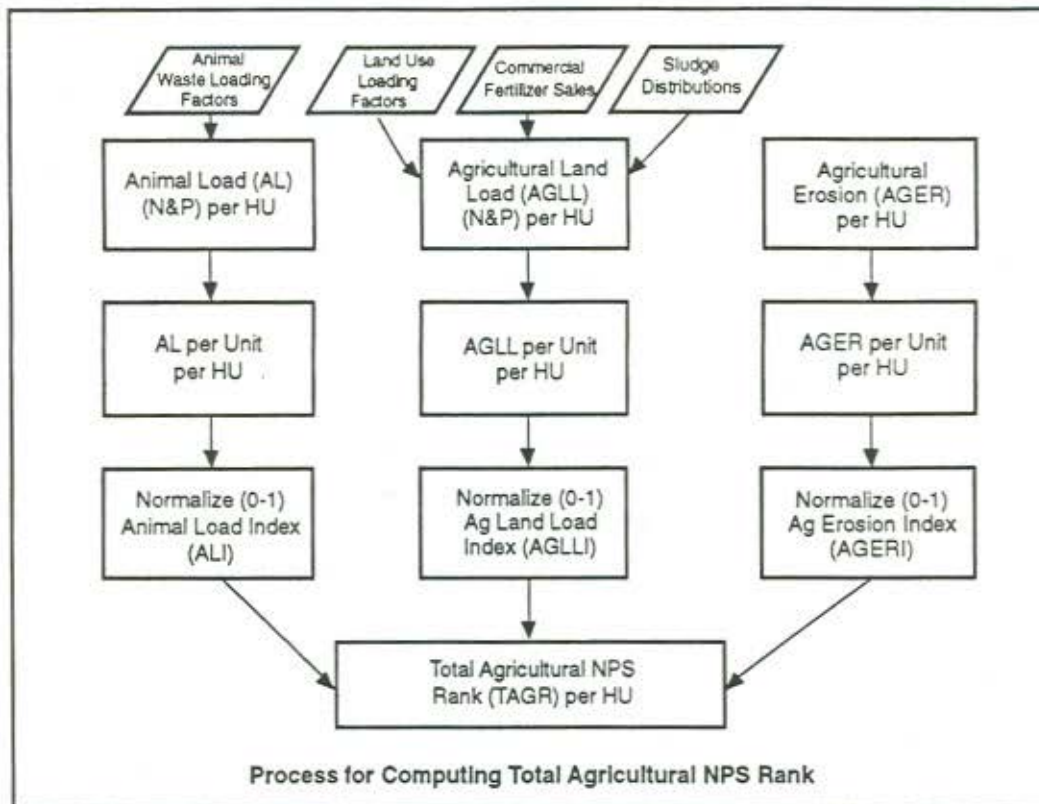 Animal
Waste Loading
Factors
Land Use
Loading
Factors
Commercial
Fertilizer Sales
Sludge
Distributions
Animal Load (AL)
(N&P) per HU
Agricultural Land
Load (AGLL)
(N&P) per HU
Agricultural
Erosion (AGER)
per HU
AL per Unit
per HU
AGLL per Unit
per HU
AGER per Unit
per HU
Normalize (0-1)
Animal Load Index
(ALI)
Normalize (0-1)
Ag Land Load
Index (AGLLI)
Normalize (0-1)
Ag Erosion Index
(AGERI)
Total Agricultural NPS
Rank (TAGR) per HU
Process for Computing Total Agricultural NPS Rank